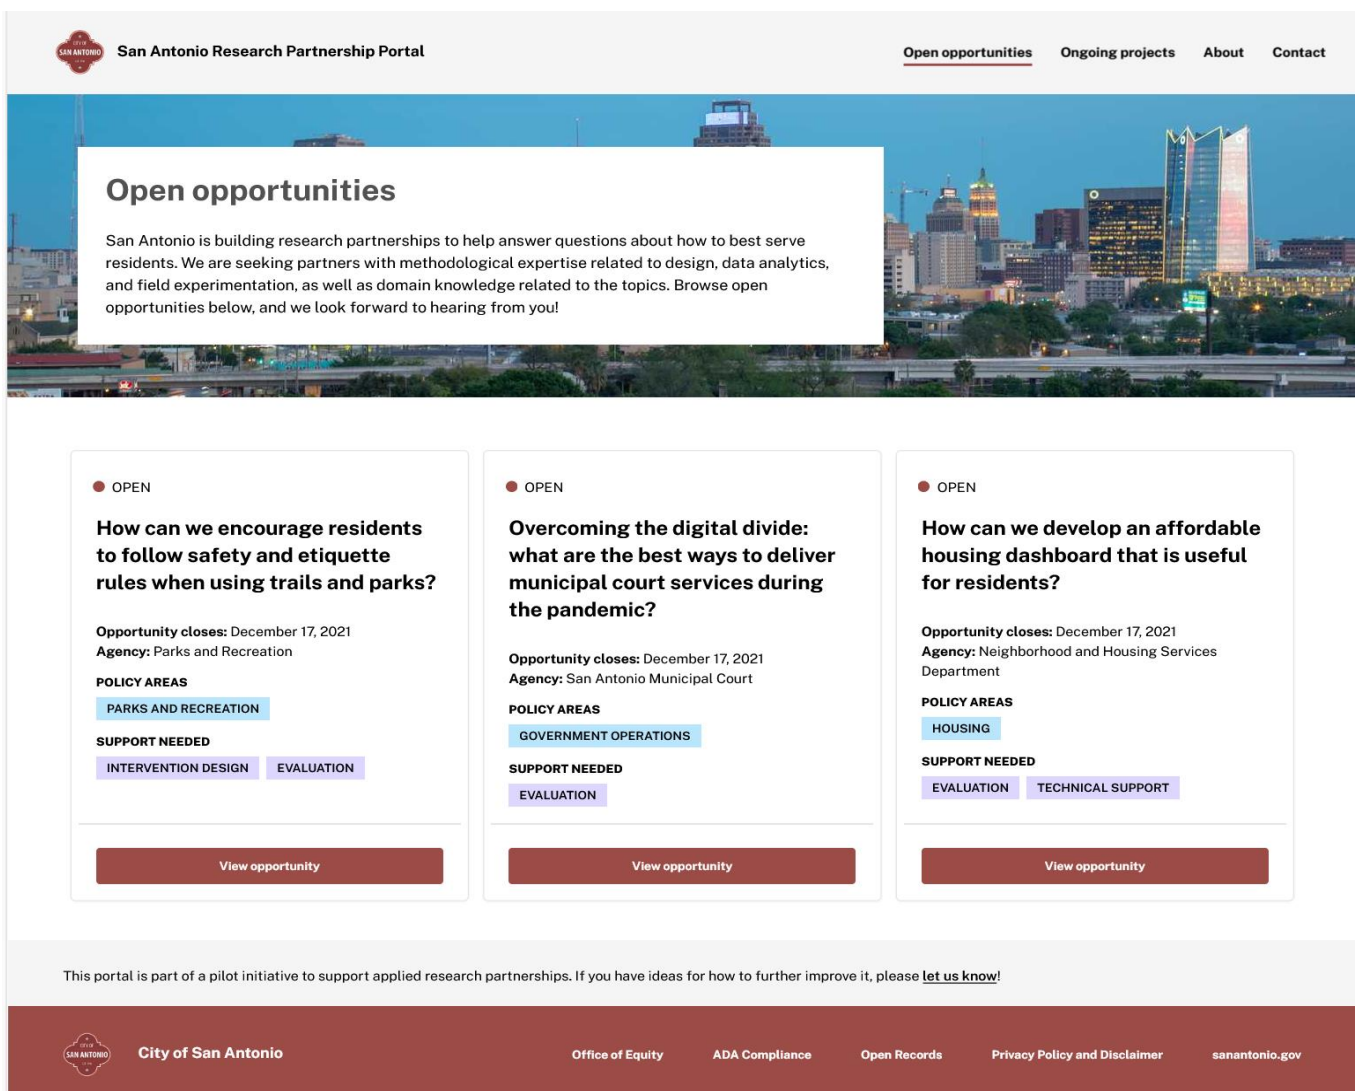 CITY OF
SAN ANTONIO
San Antonio Research Partnership Portal
Open opportunities
Ongoing projects
About
Contact
Open opportunities
San Antonio is building research partnerships to help answer questions about how to best serve
residents. We are seeking partners with methodological expertise related to design, data analytics,
and field experimentation, as well as domain knowledge related to the topics. Browse open
opportunities below, and we look forward to hearing from you!
OPEN
How can we encourage residents
to follow safety and etiquette
rules when using trails and parks?
Opportunity closes: December 17, 2021
Agency: Parks and Recreation
POLICY AREAS
PARKS AND RECREATION
SUPPORT NEEDED
INTERVENTION DESIGN
EVALUATION
View opportunity
OPEN
Overcoming the digital divide:
what are the best ways to deliver
municipal court services during
the pandemic?
Opportunity closes: December 17, 2021
Agency: San Antonio Municipal Court
POLICY AREAS
GOVERNMENT OPERATIONS
SUPPORT NEEDED
EVALUATION
View opportunity
OPEN
How can we develop an affordable
housing dashboard that is useful
for residents?
Opportunity closes: December 17, 2021
Agency: Neighborhood and Housing Services
Department
POLICY AREAS
HOUSING
SUPPORT NEEDED
EVALUATION
TECHNICAL SUPPORT
View opportunity
This portal is part of a pilot initiative to support applied research partnerships. If you have ideas for how to further improve it, please let us know!
CITY OF
SAN ANTONIO
City of San Antonio
Office of Equity
ADA Compliance
Open Records
Privacy Policy and Disclaimer
sanantonio.gov